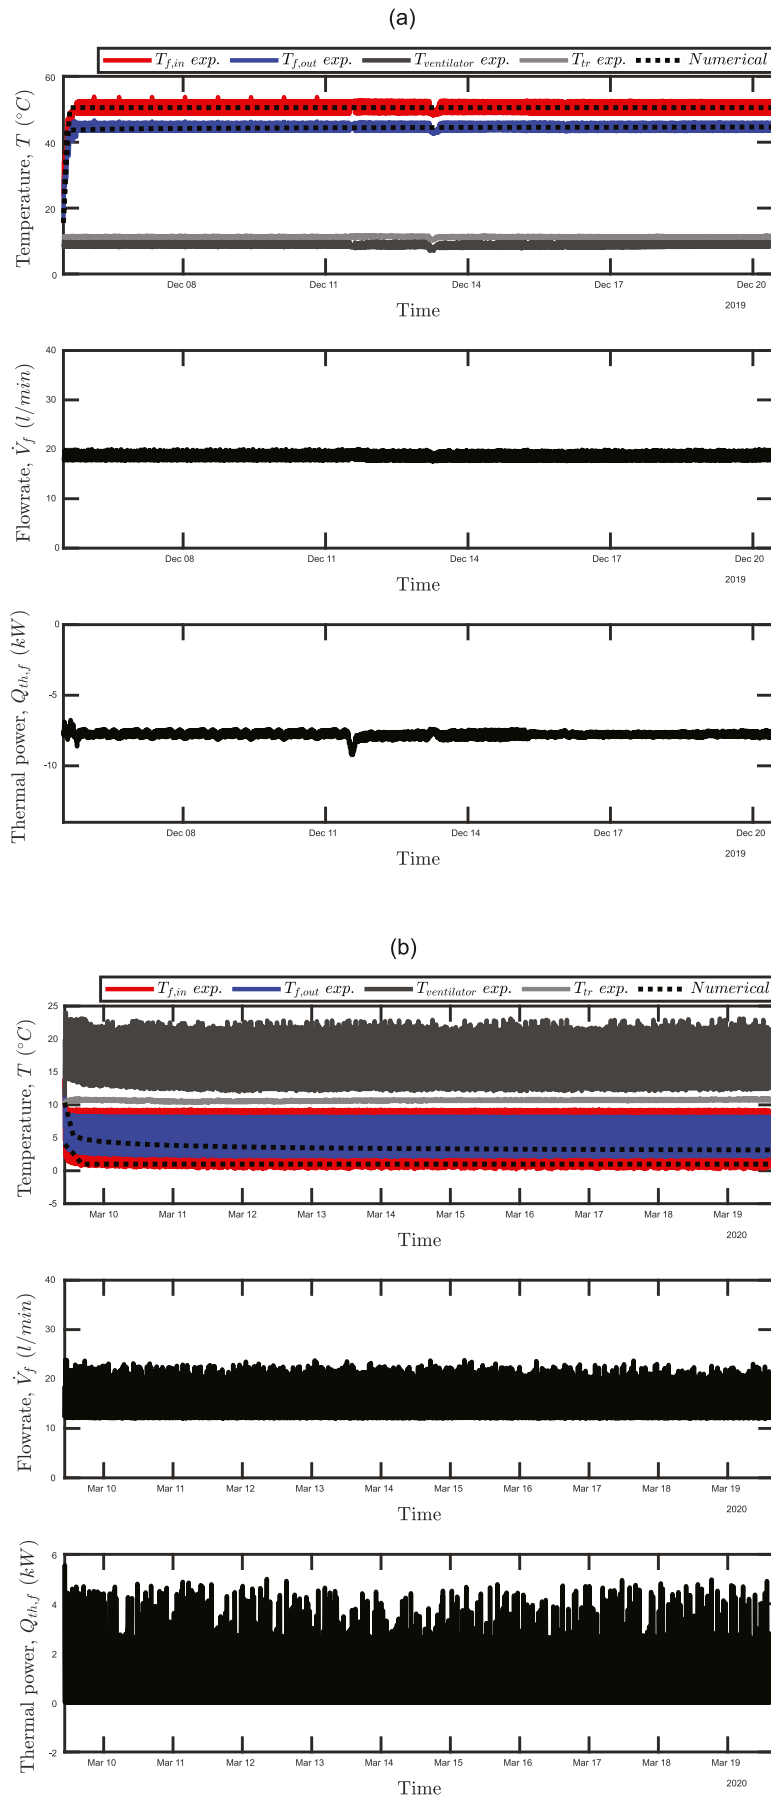 (a)
T_{f,in} exp. T_{f,out} exp. T_{ventilator} exp. T_{tr} exp. Numerical
Temperature, T (°C)
60
40
20
0
Dec 08 Dec 11 Dec 14 Dec 17 Dec 20
Time
2019
Flowrate, V̇_f (l/min)
40
30
20
10
0
Dec 08 Dec 11 Dec 14 Dec 17 Dec 20
Time
2019
Thermal power, Q_{th,f} (kW)
0
-5
-10
Dec 08 Dec 11 Dec 14 Dec 17 Dec 20
Time
2019
(b)
T_{f,in} exp. T_{f,out} exp. T_{ventilator} exp. T_{tr} exp. Numerical
Temperature, T (°C)
25
20
15
10
5
0
-5
Mar 10 Mar 11 Mar 12 Mar 13 Mar 14 Mar 15 Mar 16 Mar 17 Mar 18 Mar 19
Time
2020
Flowrate, V̇_f (l/min)
40
30
20
10
0
Mar 10 Mar 11 Mar 12 Mar 13 Mar 14 Mar 15 Mar 16 Mar 17 Mar 18 Mar 19
Time
2020
Thermal power, Q_{th,f} (kW)
6
4
2
0
-2
Mar 10 Mar 11 Mar 12 Mar 13 Mar 14 Mar 15 Mar 16 Mar 17 Mar 18 Mar 19
Time
2020